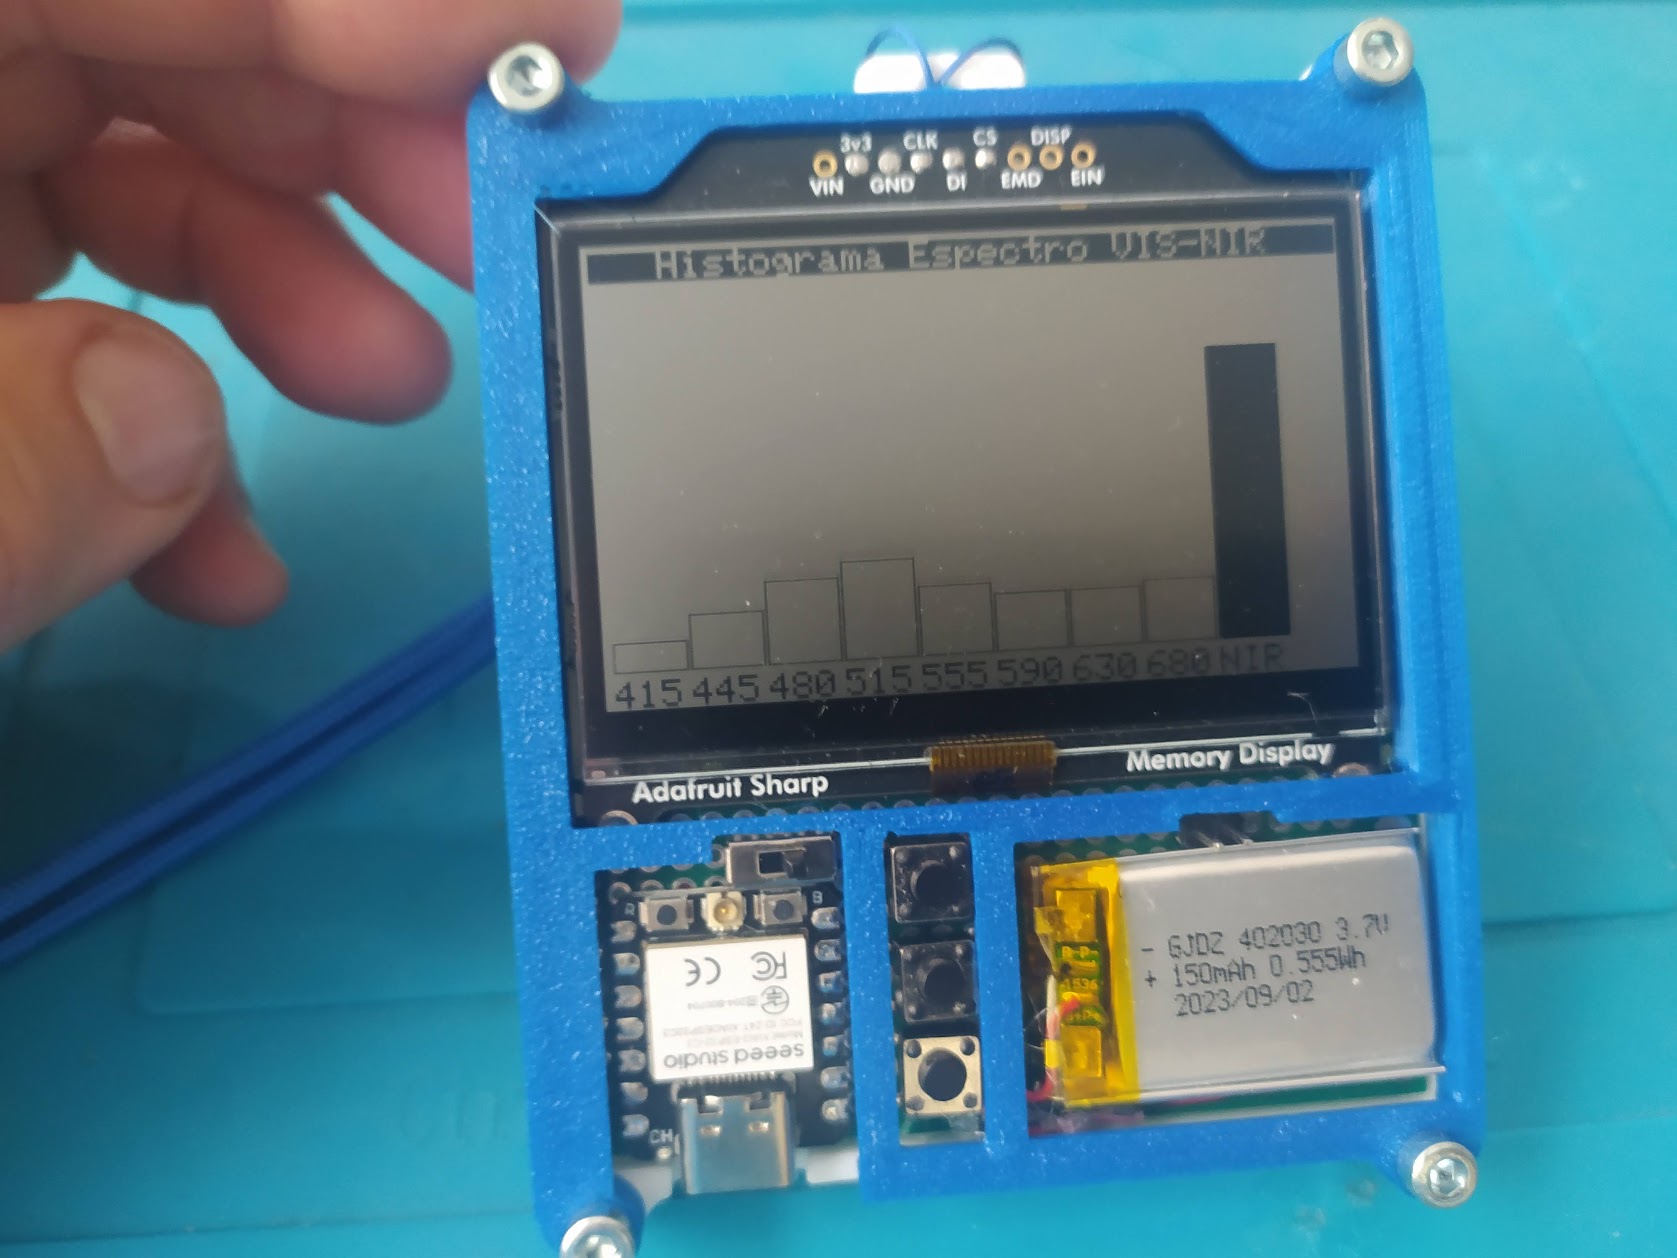 3v3 CLK CS DISP
VIN GND DI EMD EIN
Histograma Espectro VIS-NIR
415 445 480 515 555 590 630 680 NIR
Adafruit Sharp Memory Display
R B
FC CE
seeed studio
CH
- GJDZ 402030 3.7V
+ 150mAh 0.555Wh
2023/09/02